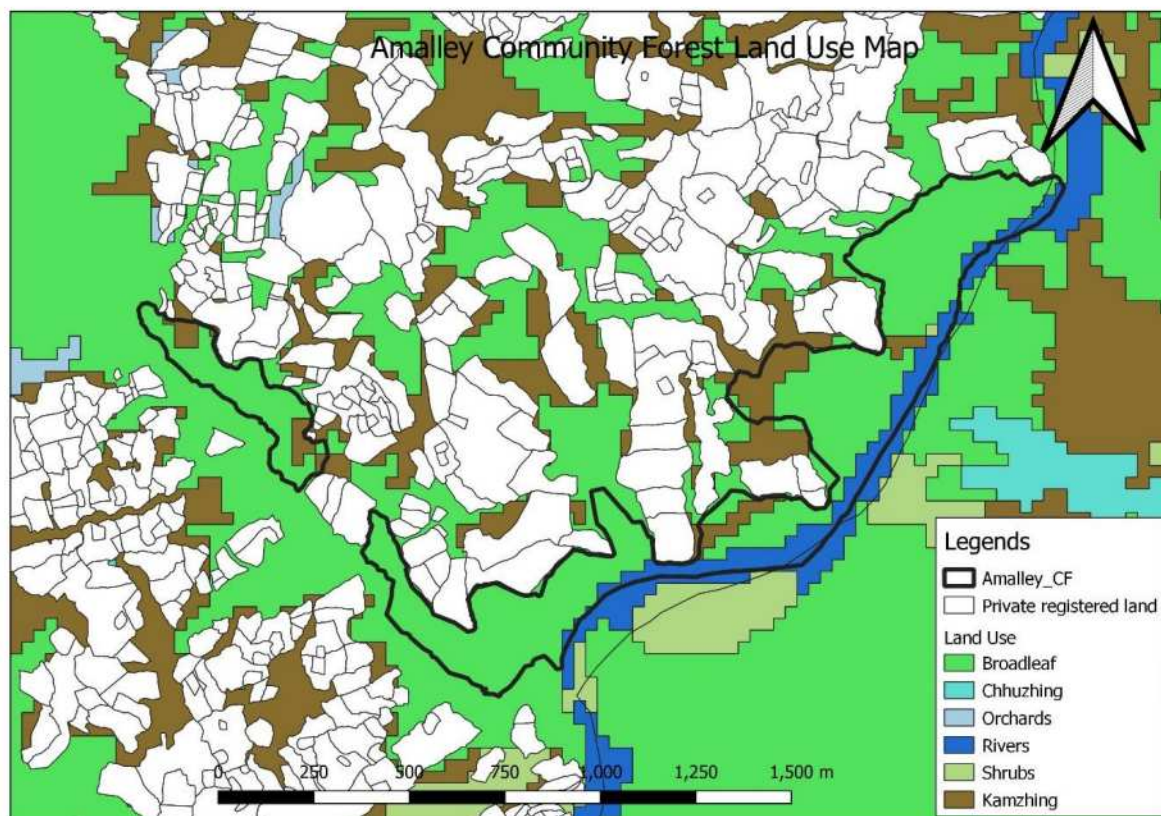 Amalley Community Forest Land Use Map
Legends
Amalley_CF
Private registered land
Land Use
Broadleaf
Chhuzhing
Orchards
Rivers
Shrubs
Kamzhing
0 250 500 750 1,000 1,250 1,500 m